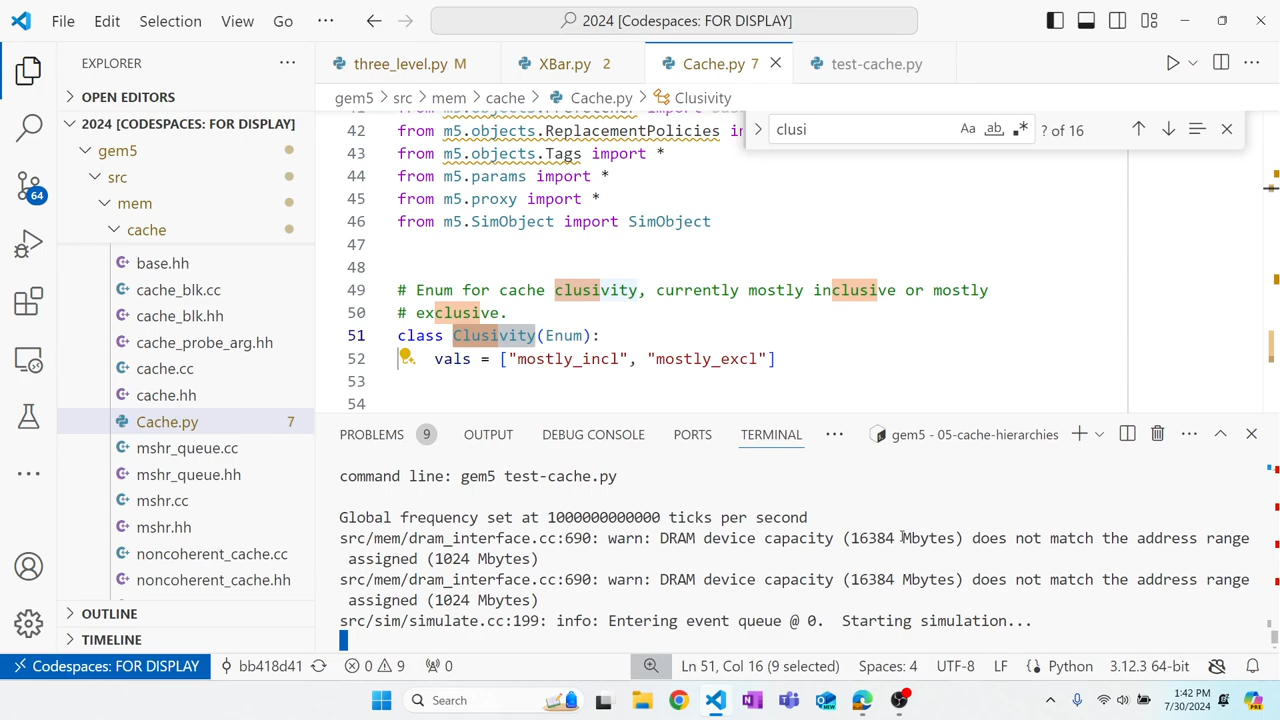 File Edit Selection View Go ··· 2024 [Codespaces: FOR DISPLAY]
EXPLORER ···
OPEN EDITORS
2024 [CODESPACES: FOR DISPLAY]
gem5
src
mem
cache
base.hh
cache_blk.cc
cache_blk.hh
cache_probe_arg.hh
cache.cc
cache.hh
Cache.py 7
mshr_queue.cc
mshr_queue.hh
mshr.cc
mshr.hh
noncoherent_cache.cc
noncoherent_cache.hh
OUTLINE
TIMELINE
64
three_level.py M XBar.py 2 Cache.py 7 test-cache.py
gem5 > src > mem > cache > Cache.py > Clusivity
clusi Aa ab ? of 16
42 from m5.objects.ReplacementPolicies
43 from m5.objects.Tags import *
44 from m5.params import *
45 from m5.proxy import *
46 from m5.SimObject import SimObject
47
48
49 # Enum for cache clusivity, currently mostly inclusive or mostly
50 # exclusive.
51 class Clusivity(Enum):
52 vals = ["mostly_incl", "mostly_excl"]
53
54
PROBLEMS 9 OUTPUT DEBUG CONSOLE PORTS TERMINAL ··· gem5 - 05-cache-hierarchies
command line: gem5 test-cache.py
Global frequency set at 1000000000000 ticks per second
src/mem/dram_interface.cc:690: warn: DRAM device capacity (16384 Mbytes) does not match the address range
assigned (1024 Mbytes)
src/mem/dram_interface.cc:690: warn: DRAM device capacity (16384 Mbytes) does not match the address range
assigned (1024 Mbytes)
src/sim/simulate.cc:199: info: Entering event queue @ 0. Starting simulation...
Codespaces: FOR DISPLAY bb418d41 0 9 0 Ln 51, Col 16 (9 selected) Spaces: 4 UTF-8 LF Python 3.12.3 64-bit
Search 1:42 PM
7/30/2024